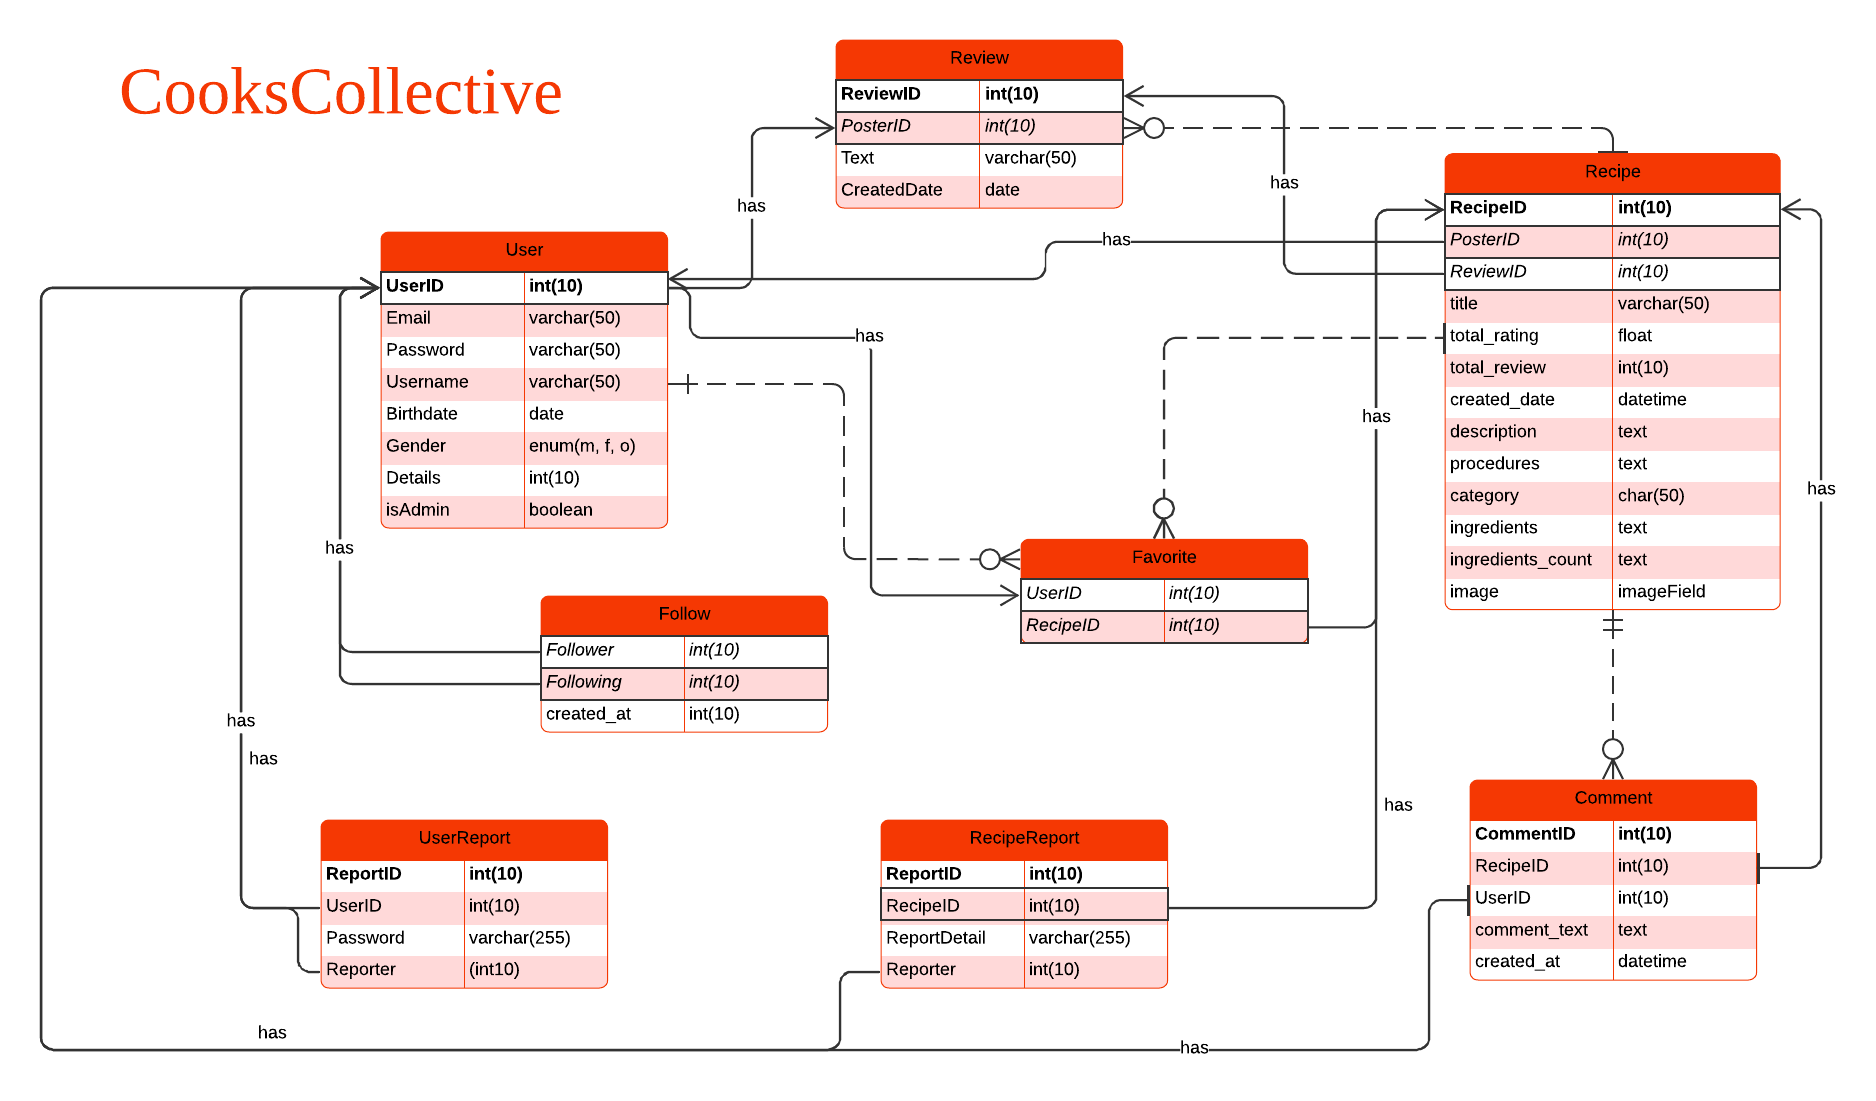 CooksCollective
Review
ReviewID int(10)
PosterID int(10)
Text varchar(50)
CreatedDate date
has
has
has
User
UserID int(10)
Email varchar(50)
Password varchar(50)
Username varchar(50)
Birthdate date
Gender enum(m, f, o)
Details int(10)
isAdmin boolean
Recipe
RecipeID int(10)
PosterID int(10)
ReviewID int(10)
title varchar(50)
total_rating float
total_review int(10)
created_date datetime
description text
procedures text
category char(50)
ingredients text
ingredients_count text
image imageField
has
has
has
has
Favorite
UserID int(10)
RecipeID int(10)
Follow
Follower int(10)
Following int(10)
created_at int(10)
has
has
has
UserReport
ReportID int(10)
UserID int(10)
Password varchar(255)
Reporter (int10)
RecipeReport
ReportID int(10)
RecipeID int(10)
ReportDetail varchar(255)
Reporter int(10)
Comment
CommentID int(10)
RecipeID int(10)
UserID int(10)
comment_text text
created_at datetime
has
has